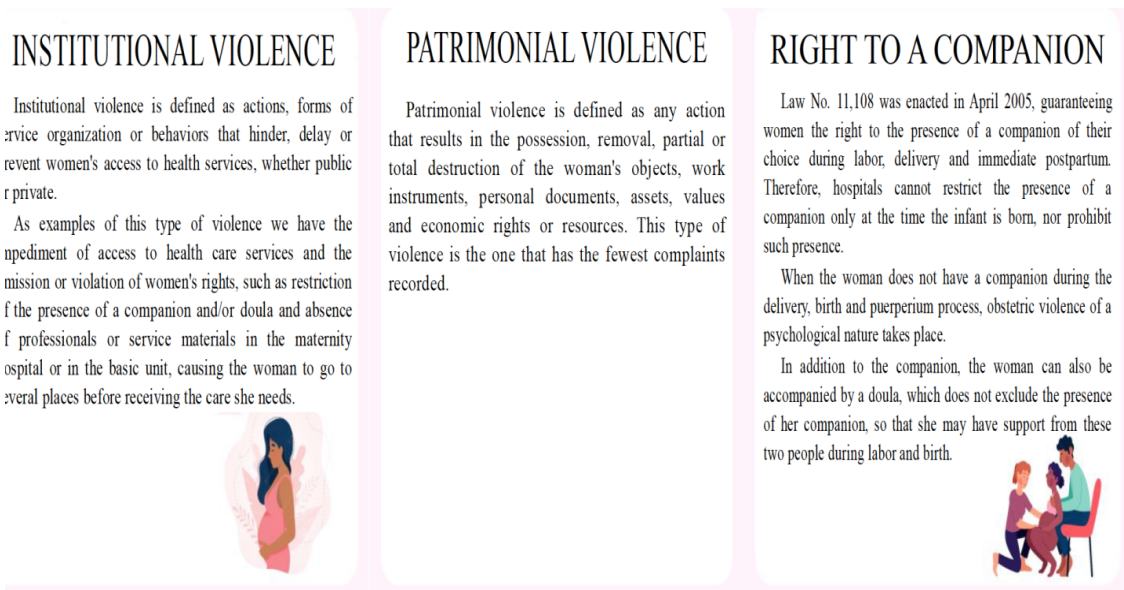 INSTITUTIONAL VIOLENCE
Institutional violence is defined as actions, forms of
ervice organization or behaviors that hinder, delay or
revent women's access to health services, whether public
r private.
As examples of this type of violence we have the
npediment of access to health care services and the
mission or violation of women's rights, such as restriction
f the presence of a companion and/or doula and absence
f professionals or service materials in the maternity
ospital or in the basic unit, causing the woman to go to
everal places before receiving the care she needs.
PATRIMONIAL VIOLENCE
Patrimonial violence is defined as any action
that results in the possession, removal, partial or
total destruction of the woman's objects, work
instruments, personal documents, assets, values
and economic rights or resources. This type of
violence is the one that has the fewest complaints
recorded.
RIGHT TO A COMPANION
Law No. 11,108 was enacted in April 2005, guaranteeing
women the right to the presence of a companion of their
choice during labor, delivery and immediate postpartum.
Therefore, hospitals cannot restrict the presence of a
companion only at the time the infant is born, nor prohibit
such presence.
When the woman does not have a companion during the
delivery, birth and puerperium process, obstetric violence of a
psychological nature takes place.
In addition to the companion, the woman can also be
accompanied by a doula, which does not exclude the presence
of her companion, so that she may have support from these
two people during labor and birth.